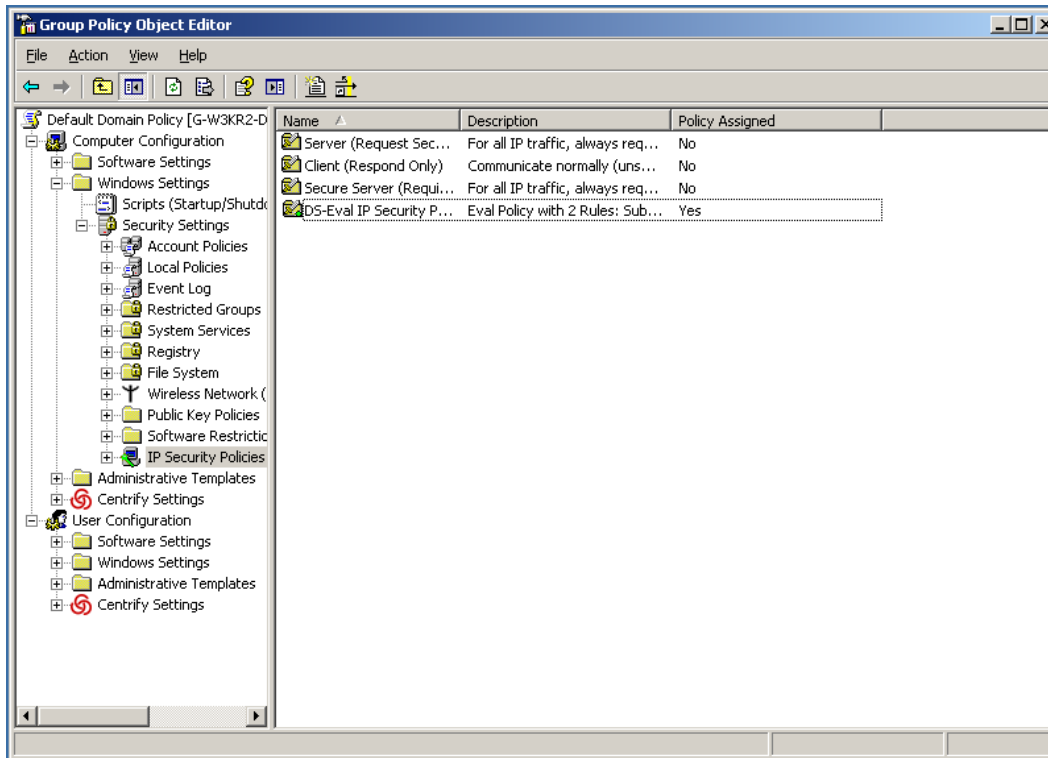 Group Policy Object Editor
File Action View Help
Default Domain Policy [G-W3KR2-D
Computer Configuration
Software Settings
Windows Settings
Scripts (Startup/Shutdo
Security Settings
Account Policies
Local Policies
Event Log
Restricted Groups
System Services
Registry
File System
Wireless Network (
Public Key Policies
Software Restrictic
IP Security Policies
Administrative Templates
Centrify Settings
User Configuration
Software Settings
Windows Settings
Administrative Templates
Centrify Settings
Name Description Policy Assigned
Server (Request Sec... For all IP traffic, always req... No
Client (Respond Only) Communicate normally (uns... No
Secure Server (Requi... For all IP traffic, always req... No
DS-Eval IP Security P... Eval Policy with 2 Rules: Sub... Yes